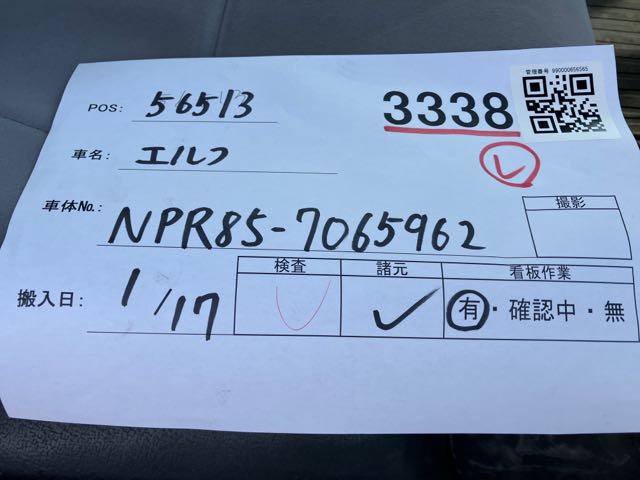 管理番号 990000656565
POS: 56513
3338
レ
車名: エルフ
車体No.: NPR85-7065962
撮影
搬入日: 1/17
検査 諸元 看板作業
✓ ✓ 有・確認中・無